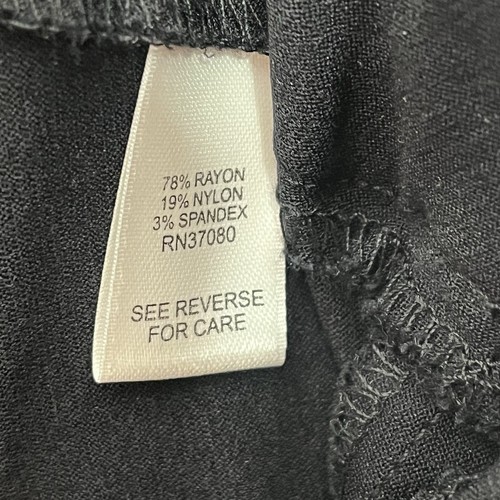 78% RAYON
19% NYLON
3% SPANDEX
RN37080
SEE REVERSE
FOR CARE